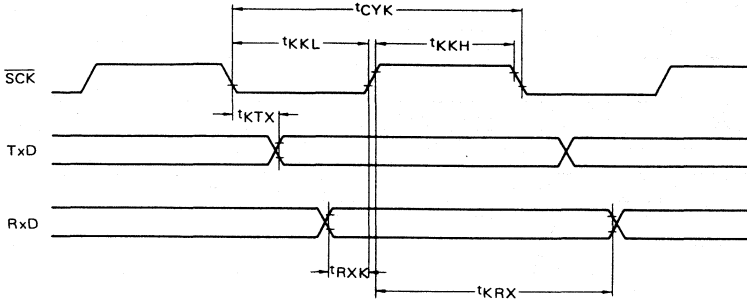 tCYK
tKKL
tKKH
SCK
tKTX
TxD
RxD
tRXK
tKRX